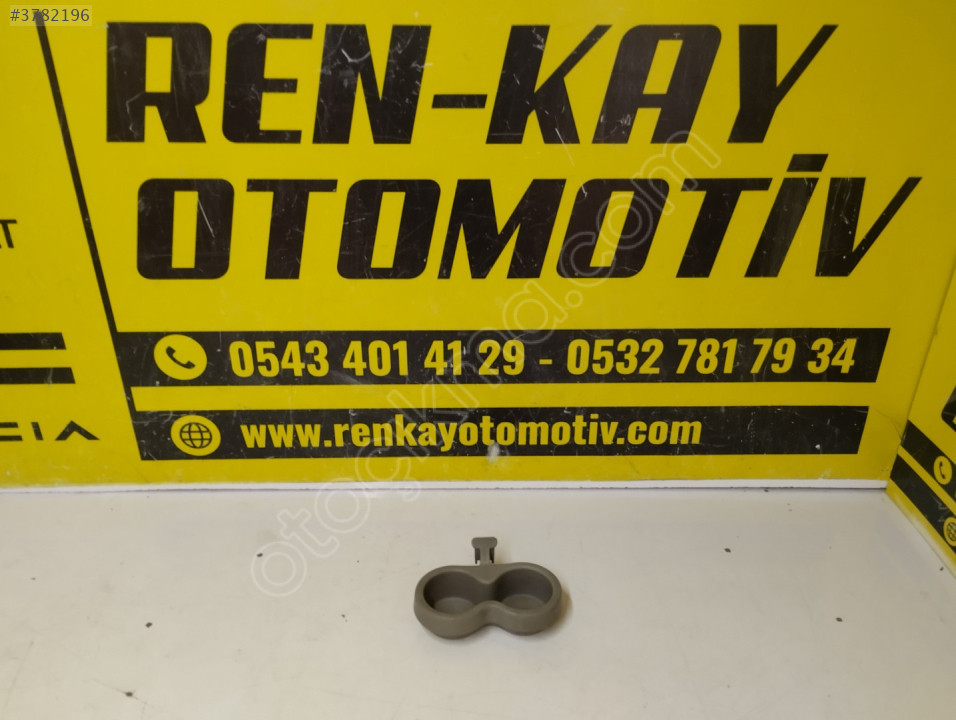 #3782196
REN-KAY
OTOMOTİV
0543 401 41 29 - 0532 781 79 34
www.renkayotomotiv.com
otoçıkma.com